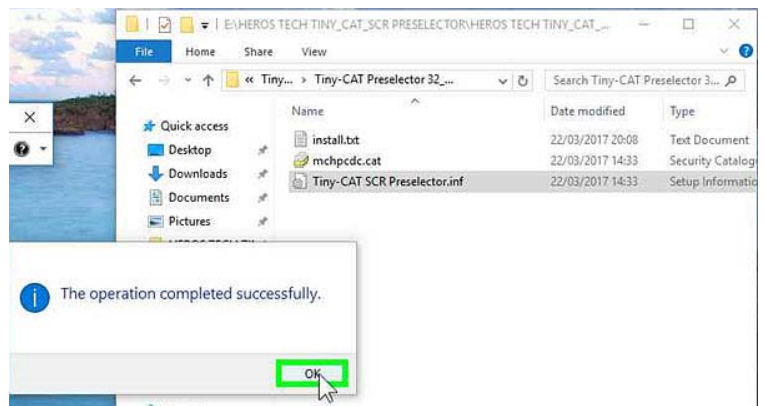 E:\HEROS TECH TINY_CAT_SCR PRESELECTOR\HEROS TECH TINY_CAT_...
File Home Share View
« Tiny... > Tiny-CAT Preselector 32_... Search Tiny-CAT Preselector 3...
Name Date modified Type
Quick access
install.txt 22/03/2017 20:08 Text Document
Desktop
mchpcdc.cat 22/03/2017 14:33 Security Catalog
Downloads
Tiny-CAT SCR Preselector.inf 22/03/2017 14:33 Setup Informatio
Documents
Pictures
The operation completed successfully.
OK